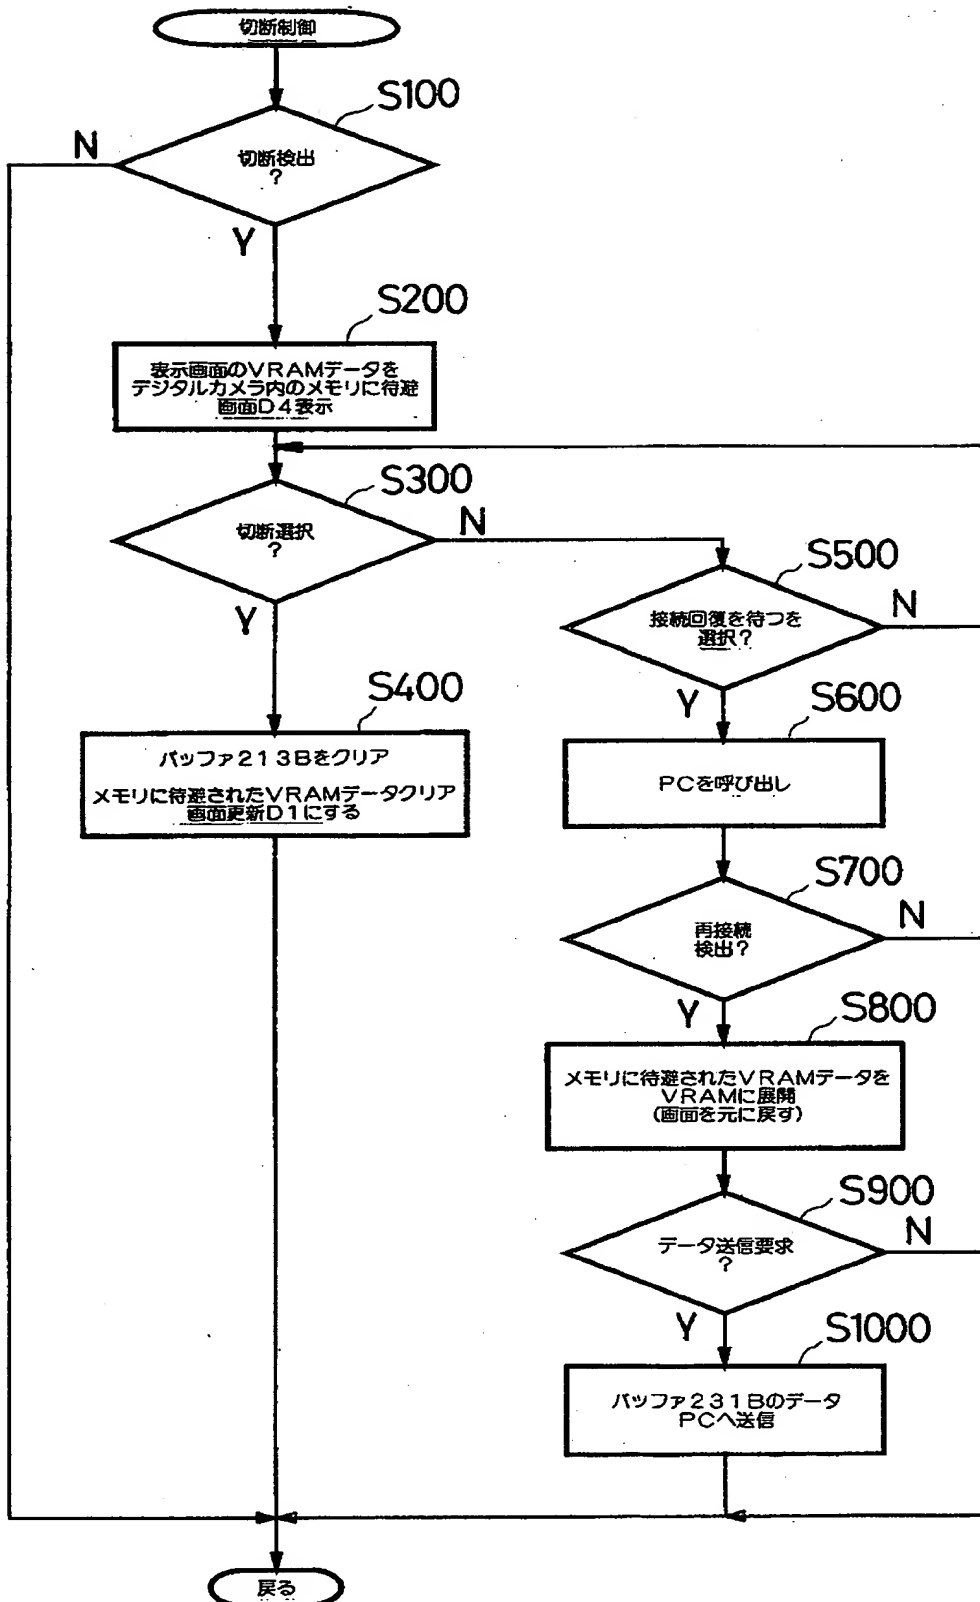 切断制御
S100
切断検出
?
N
Y
S200
表示画面のVRAMデータを
デジタルカメラ内のメモリに待避
画面D4表示
S300
切断選択
?
N
Y
S400
バッファ213Bをクリア
メモリに待避されたVRAMデータクリア
画面更新D1にする
S500
接続回復を待つを
選択?
N
Y
S600
PCを呼び出し
S700
再接続
検出?
N
Y
S800
メモリに待避されたVRAMデータを
VRAMに展開
(画面を元に戻す)
S900
データ送信要求
?
N
Y
S1000
バッファ231Bのデータ
PCへ送信
戻る